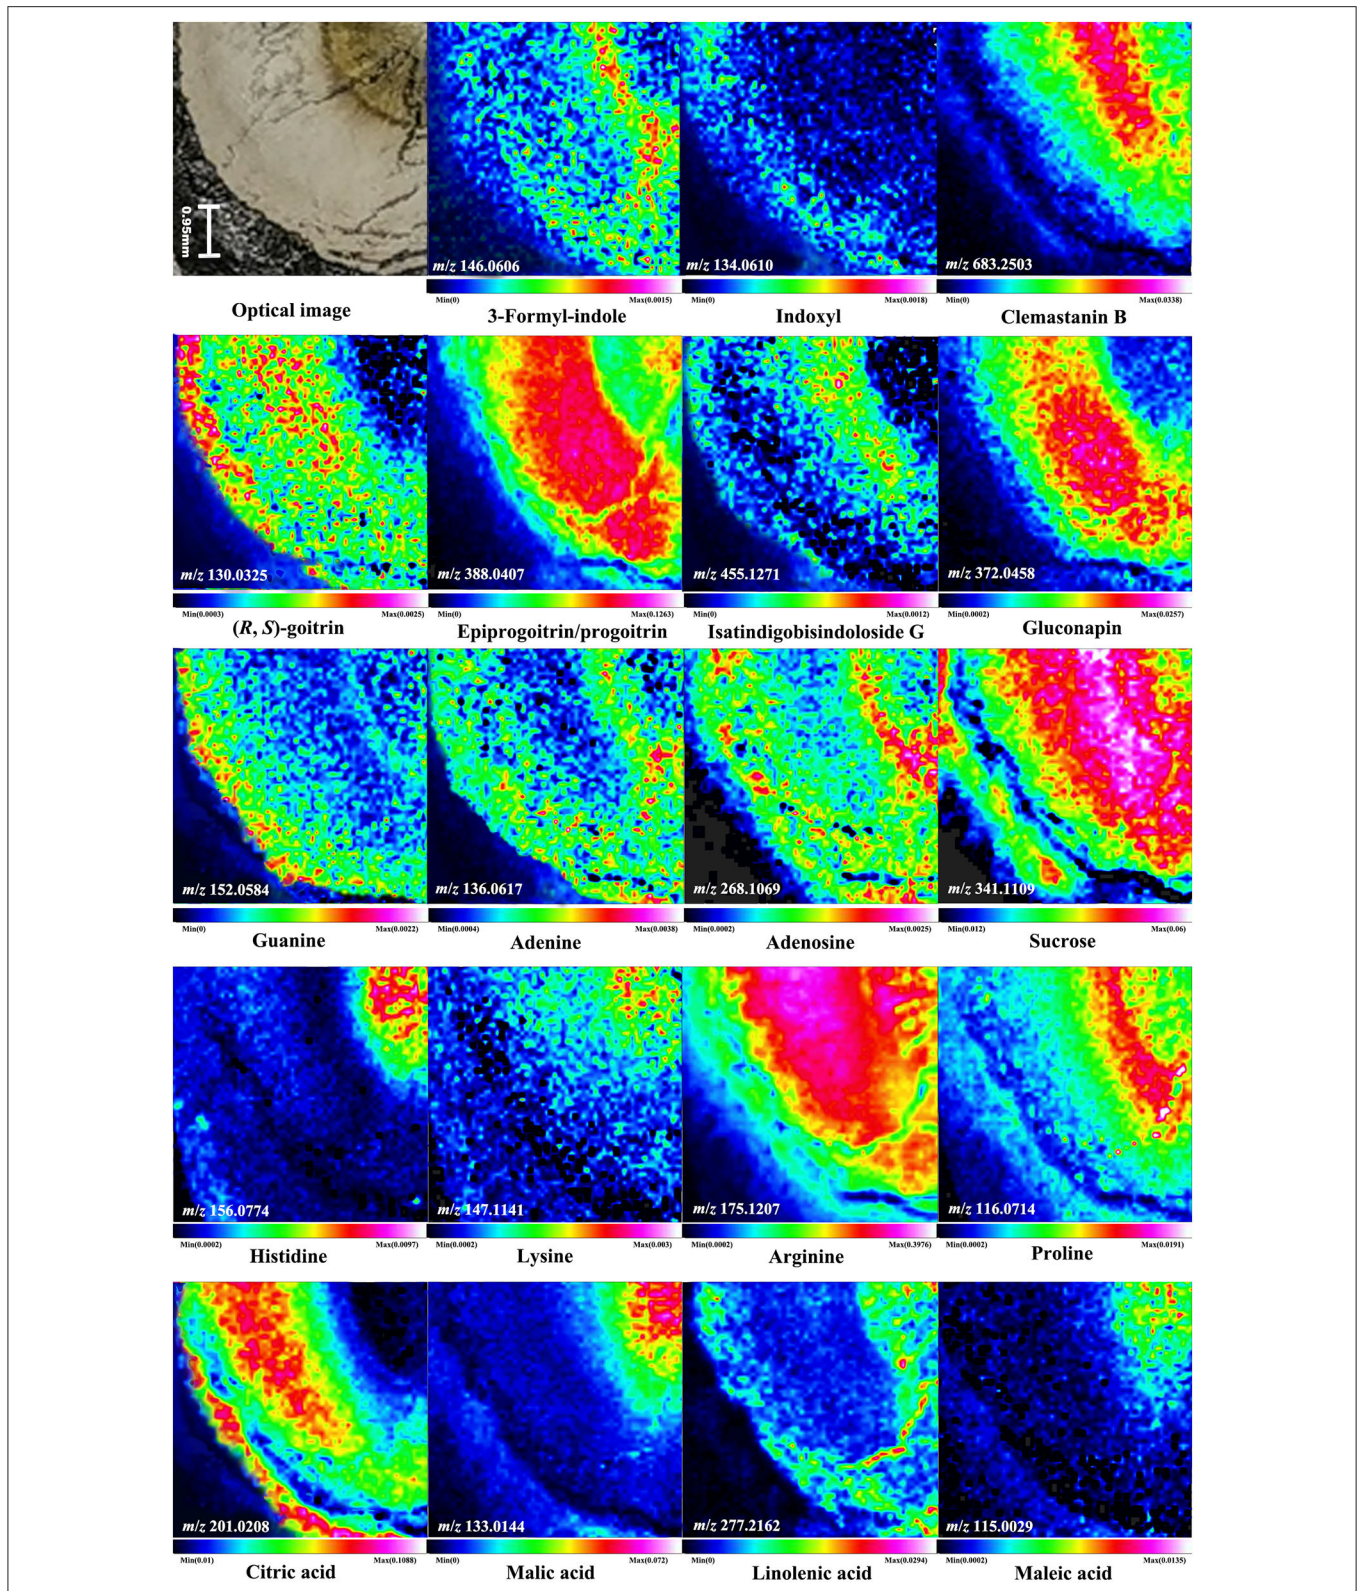 0.95mm
m/z 146.0606
m/z 134.0610
m/z 683.2503
Min(0) Max(0.0015)
Min(0) Max(0.0018)
Min(0) Max(0.0338)
Optical image
3-Formyl-indole
Indoxyl
Clemastanin B
m/z 130.0325
m/z 388.0407
m/z 455.1271
m/z 372.0458
Min(0.0003) Max(0.0025)
Min(0) Max(0.1263)
Min(0) Max(0.0012)
Min(0.0002) Max(0.0257)
(R, S)-goitrin
Epiprogoitrin/progoitrin
Isatindigobisindoloside G
Gluconapin
m/z 152.0584
m/z 136.0617
m/z 268.1069
m/z 341.1109
Min(0) Max(0.0022)
Min(0.0004) Max(0.0038)
Min(0.0002) Max(0.0025)
Min(0.012) Max(0.06)
Guanine
Adenine
Adenosine
Sucrose
m/z 156.0774
m/z 147.1141
m/z 175.1207
m/z 116.0714
Min(0.0002) Max(0.0097)
Min(0.0002) Max(0.003)
Min(0.0002) Max(0.3976)
Min(0.0002) Max(0.0191)
Histidine
Lysine
Arginine
Proline
m/z 201.0208
m/z 133.0144
m/z 277.2162
m/z 115.0029
Min(0.01) Max(0.1088)
Min(0) Max(0.072)
Min(0) Max(0.0294)
Min(0.0002) Max(0.0135)
Citric acid
Malic acid
Linolenic acid
Maleic acid